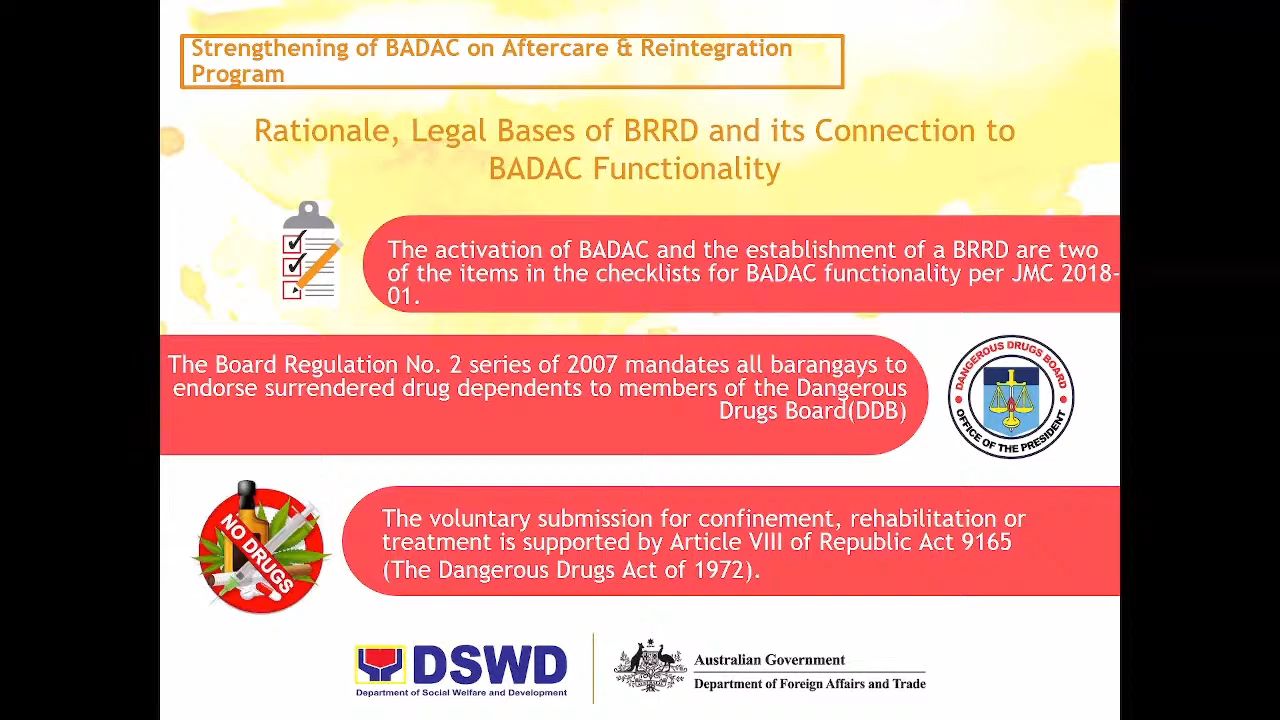 Strengthening of BADAC on Aftercare & Reintegration
Program
Rationale, Legal Bases of BRRD and its Connection to
BADAC Functionality
The activation of BADAC and the establishment of a BRRD are two
of the items in the checklists for BADAC functionality per JMC 2018-
01.
The Board Regulation No. 2 series of 2007 mandates all barangays to
endorse surrendered drug dependents to members of the Dangerous
Drugs Board(DDB)
DANGEROUS DRUGS BOARD
OFFICE OF THE PRESIDENT
NO DRUGS
The voluntary submission for confinement, rehabilitation or
treatment is supported by Article VIII of Republic Act 9165
(The Dangerous Drugs Act of 1972).
DSWD
Department of Social Welfare and Development
Australian Government
Department of Foreign Affairs and Trade